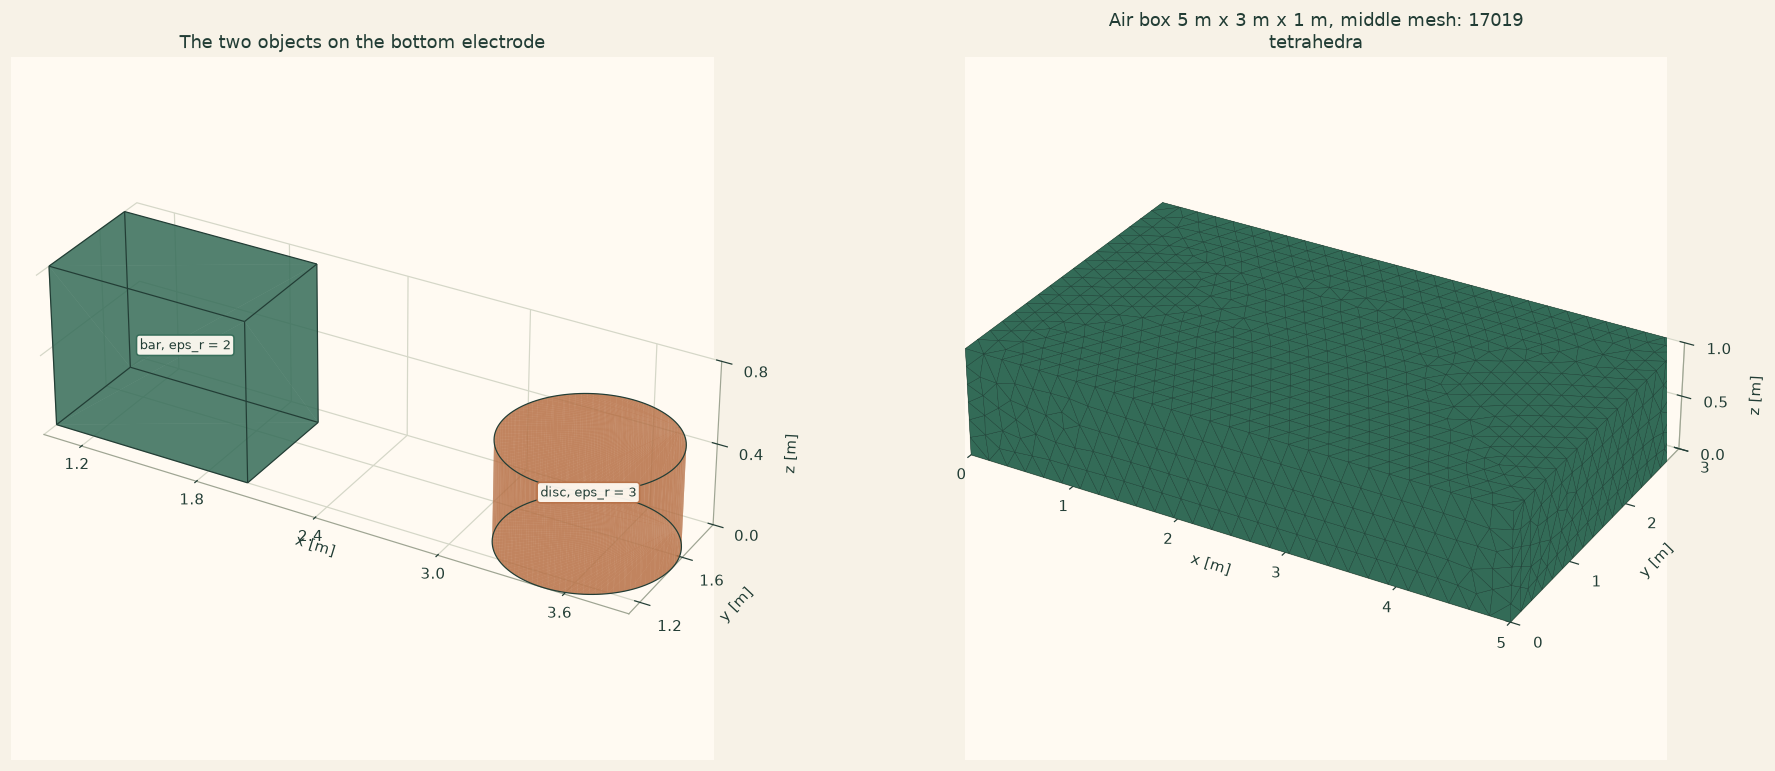 The two objects on the bottom electrode
bar, eps_r = 2
disc, eps_r = 3
1.2
1.8
2.4
3.0
3.6
x [m]
1.2
1.6
y [m]
0.0
0.4
0.8
z [m]
Air box 5 m x 3 m x 1 m, middle mesh: 17019
tetrahedra
0
1
2
3
4
5
x [m]
0
1
2
3
y [m]
0.0
0.5
1.0
z [m]